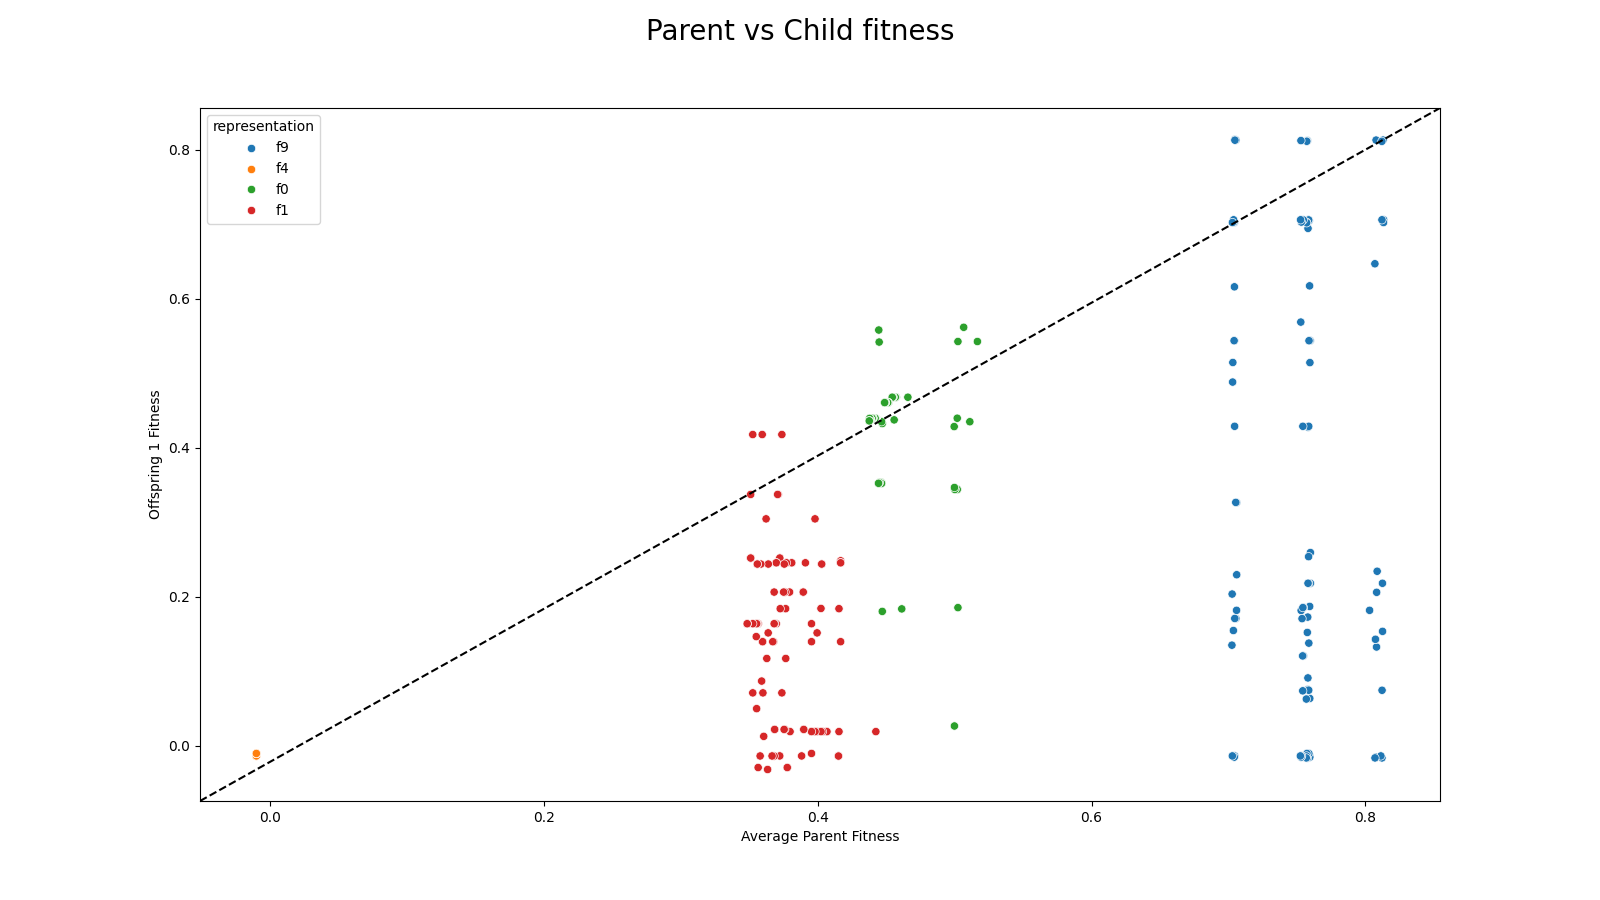 Parent vs Child fitness
representation
f9
f4
f0
f1
0.8
0.6
0.4
0.2
0.0
Offspring 1 Fitness
0.0 0.2 0.4 0.6 0.8
Average Parent Fitness